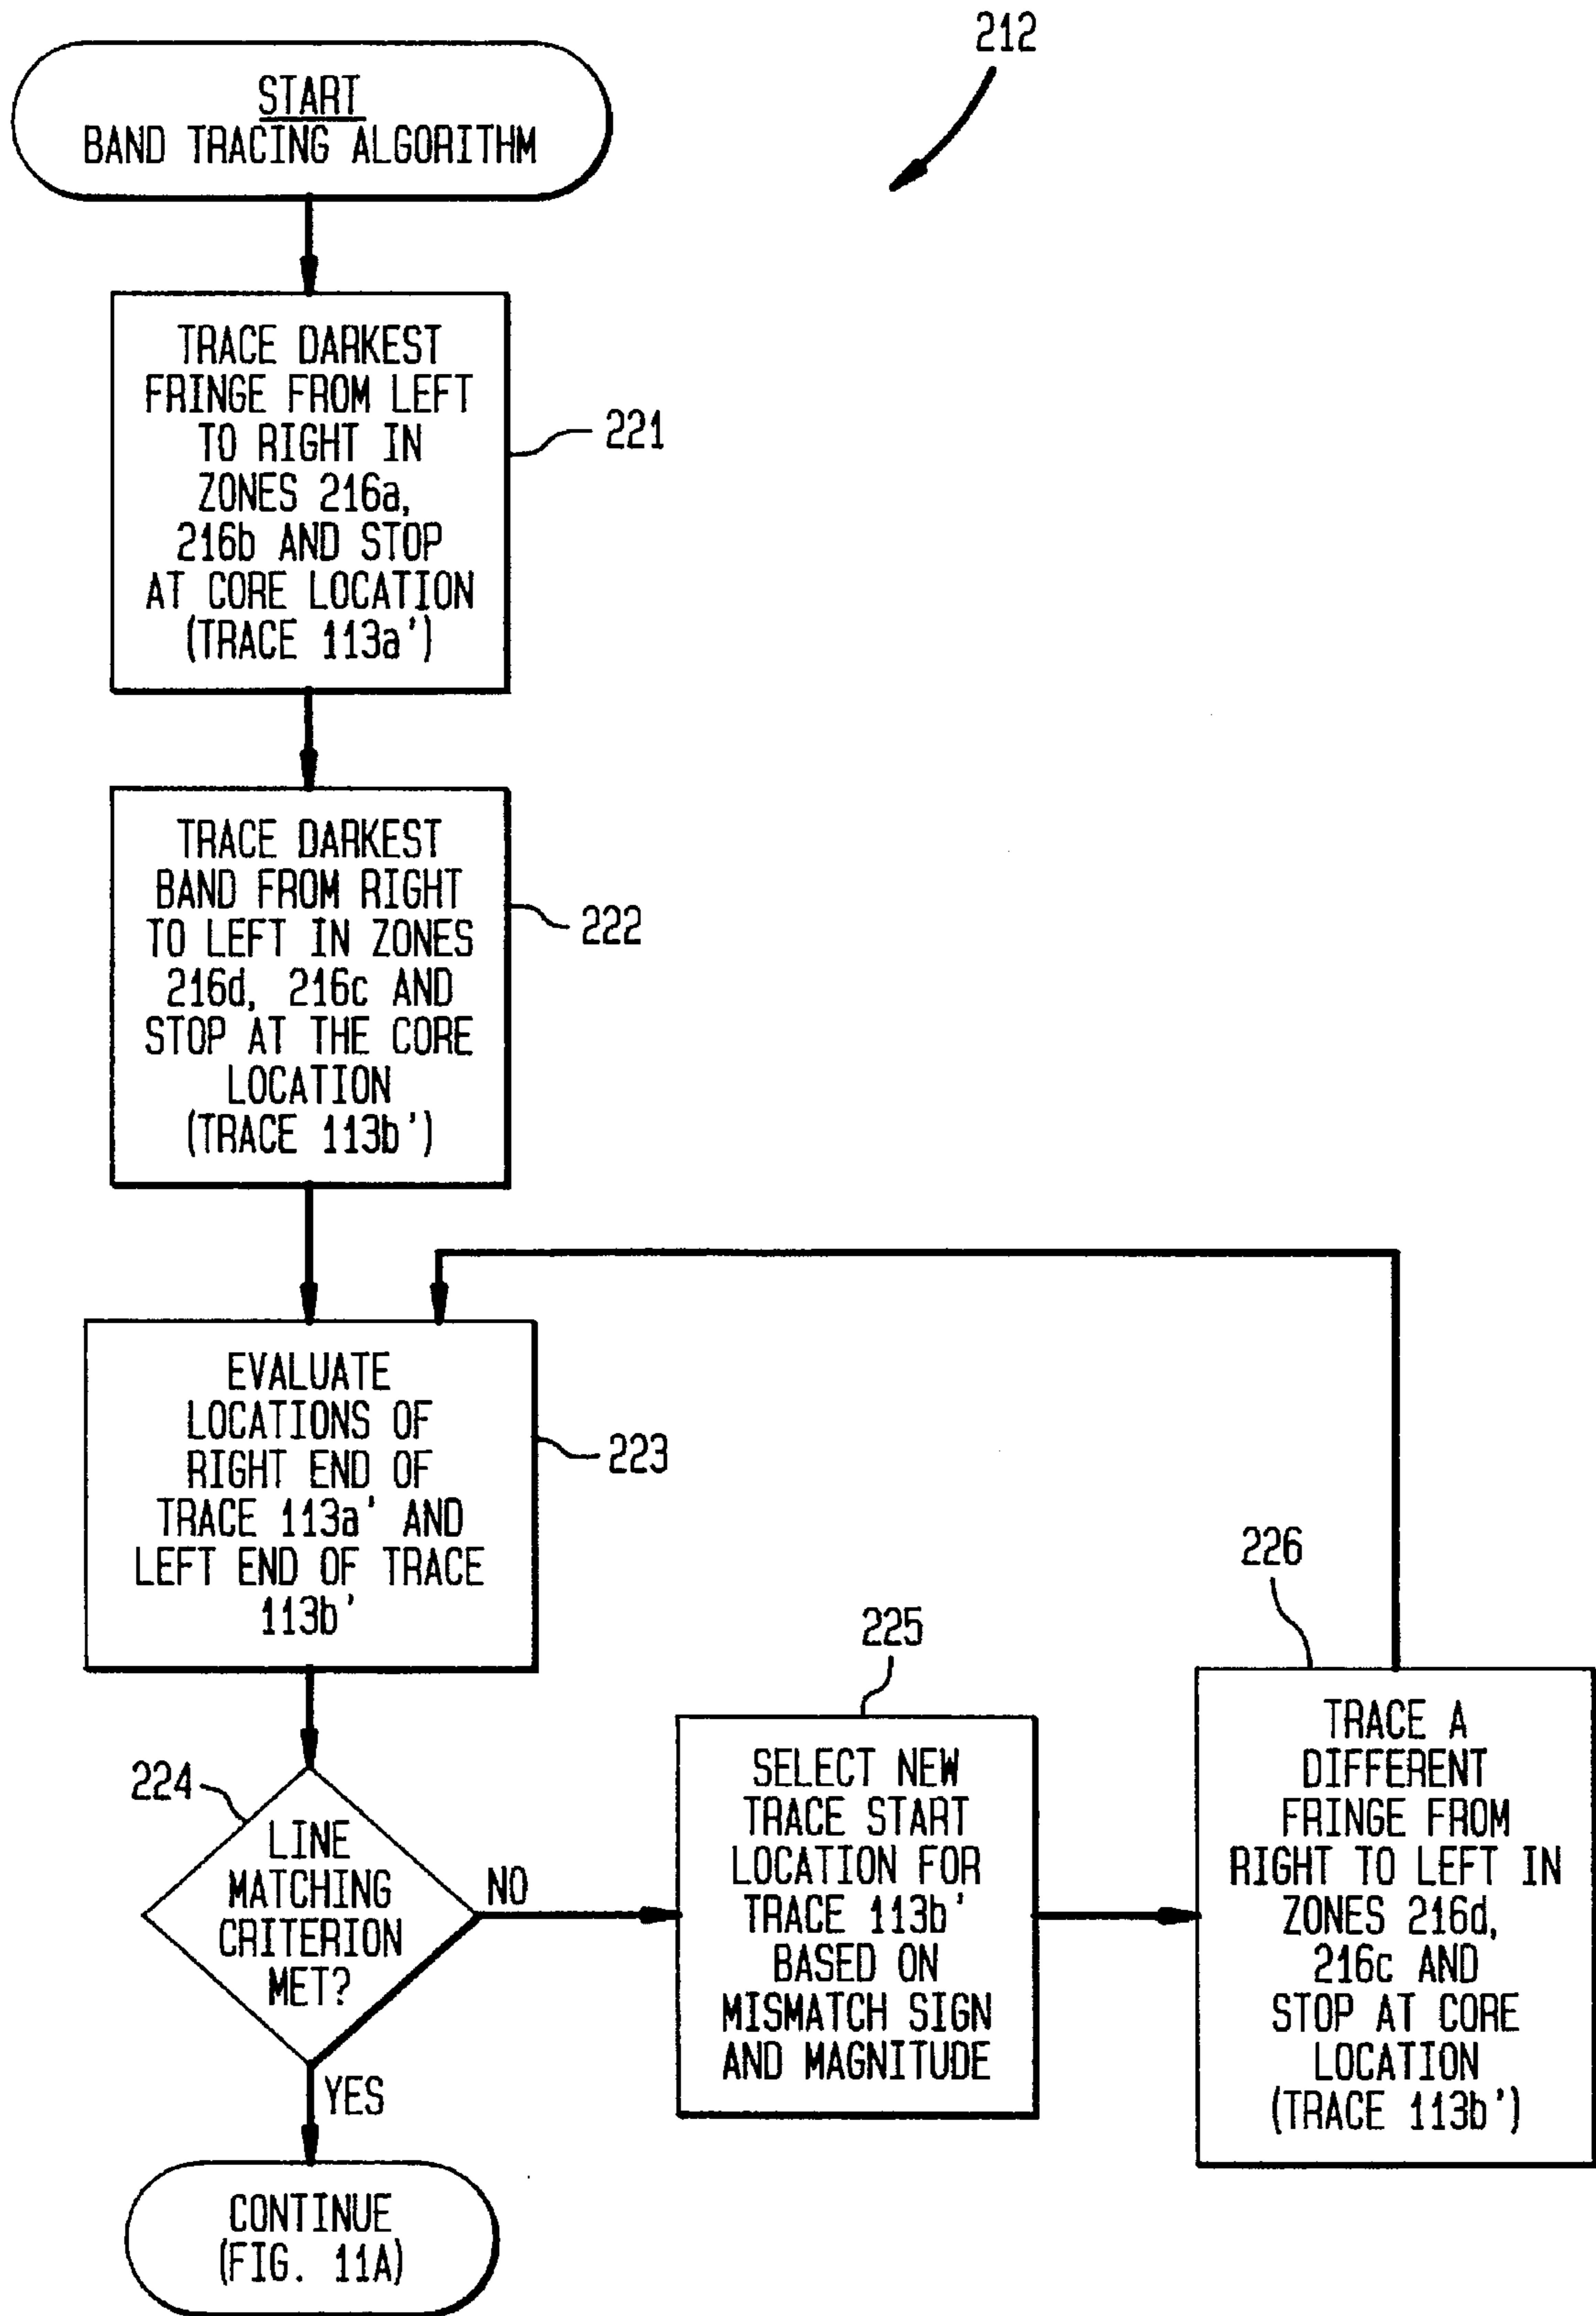 212
START
BAND TRACING ALGORITHM
TRACE DARKEST
FRINGE FROM LEFT
TO RIGHT IN
ZONES 216a,
216b AND STOP
AT CORE LOCATION
(TRACE 113a')
221
TRACE DARKEST
BAND FROM RIGHT
TO LEFT IN ZONES
216d, 216c AND
STOP AT THE CORE
LOCATION
(TRACE 113b')
222
EVALUATE
LOCATIONS OF
RIGHT END OF
TRACE 113a' AND
LEFT END OF TRACE
113b'
223
224
LINE
MATCHING
CRITERION
MET?
NO
YES
225
SELECT NEW
TRACE START
LOCATION FOR
TRACE 113b'
BASED ON
MISMATCH SIGN
AND MAGNITUDE
226
TRACE A
DIFFERENT
FRINGE FROM
RIGHT TO LEFT IN
ZONES 216d,
216c AND
STOP AT CORE
LOCATION
(TRACE 113b')
CONTINUE
(FIG. 11A)